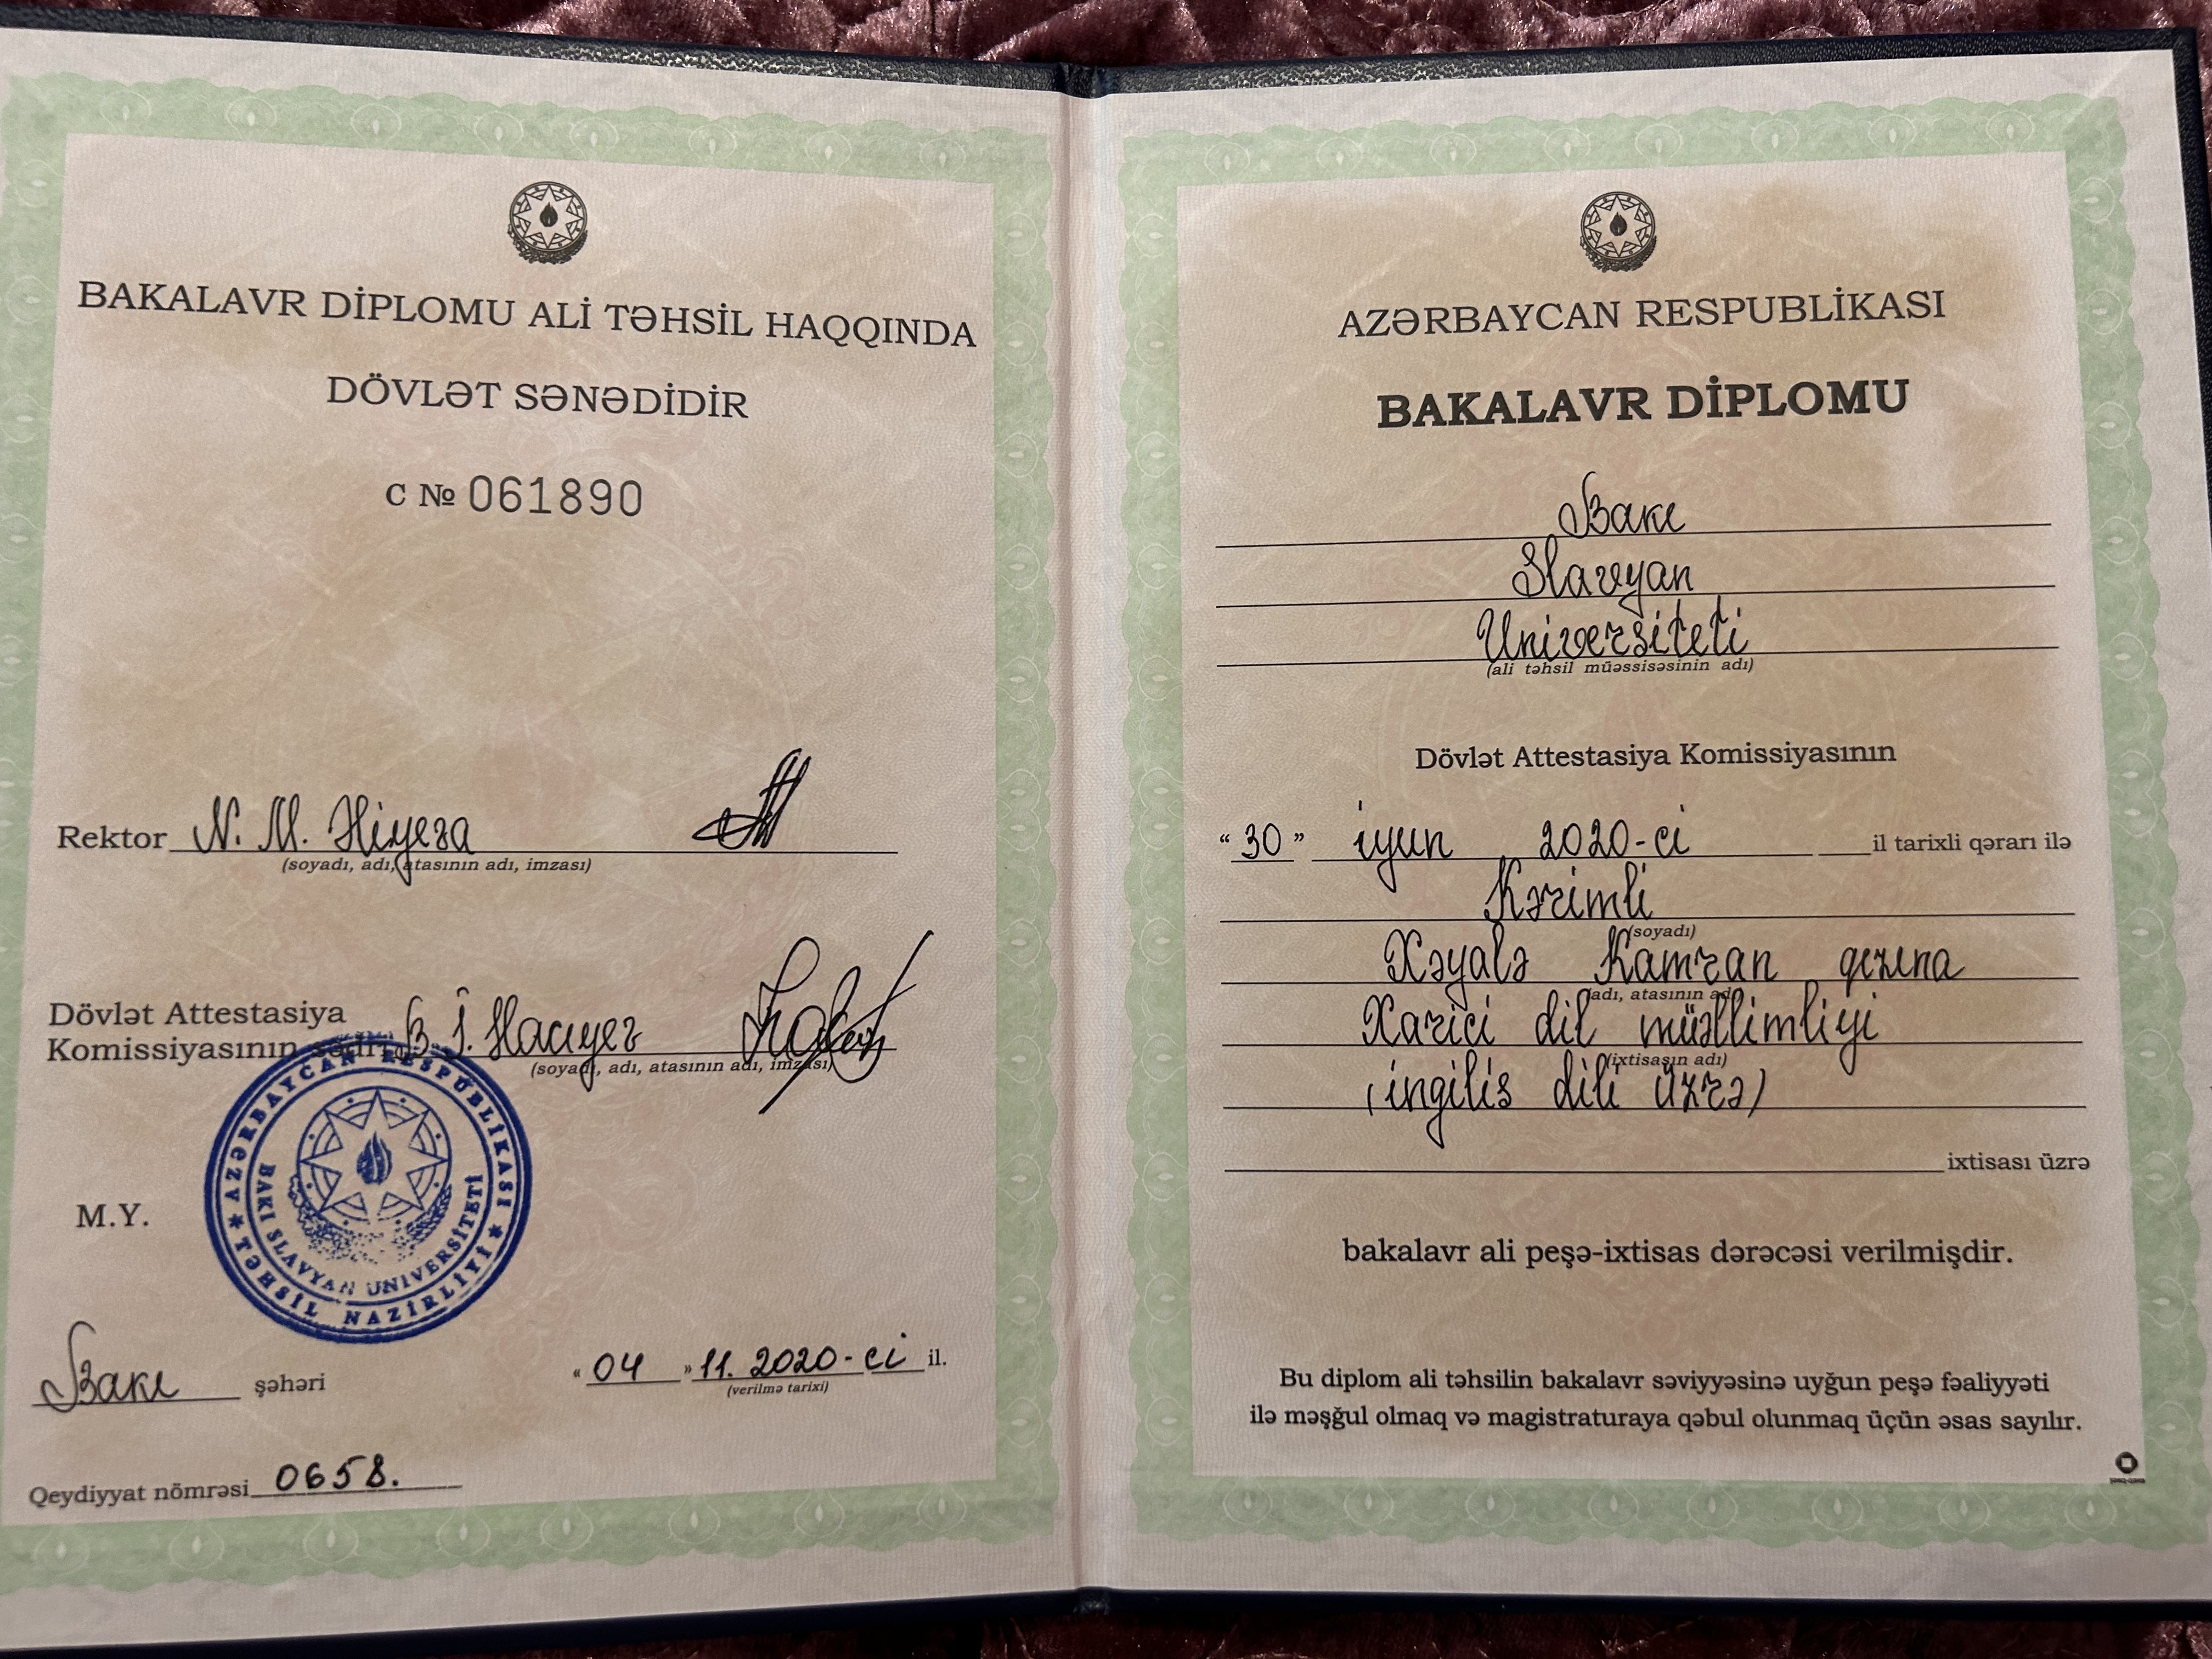 BAKALAVR DİPLOMU ALİ TƏHSİL HAQQINDA
DÖVLƏT SƏNƏDİDİR
C № 061890
Rektor N. M. Əliyeva
(soyadı, adı, atasının adı, imzası)
Dövlət Attestasiya
Komissiyasının sədri B. İ. Hacıyev
(soyadı, adı, atasının adı, imzası)
AZƏRBAYCAN RESPUBLİKASI
TƏHSİL NAZİRLİYİ
BAKI SLAVYAN UNİVERSİTETİ
M.Y.
Bakı şəhəri
« 04 » 11. 2020-ci il.
(verilmə tarixi)
Qeydiyyat nömrəsi 0658.
AZƏRBAYCAN RESPUBLİKASI
BAKALAVR DİPLOMU
Bakı
Slavyan
Universiteti
(ali təhsil müəssisəsinin adı)
Dövlət Attestasiya Komissiyasının
“ 30 ” iyun 2020-ci il tarixli qərarı ilə
Kərimli
(soyadı)
Xəyalə Kamran qızına
(adı, atasının adı)
Xarici dil müəllimliyi
(ixtisasın adı)
(ingilis dili üzrə)
ixtisası üzrə
bakalavr ali peşə-ixtisas dərəcəsi verilmişdir.
Bu diplom ali təhsilin bakalavr səviyyəsinə uyğun peşə fəaliyyəti
ilə məşğul olmaq və magistraturaya qəbul olunmaq üçün əsas sayılır.